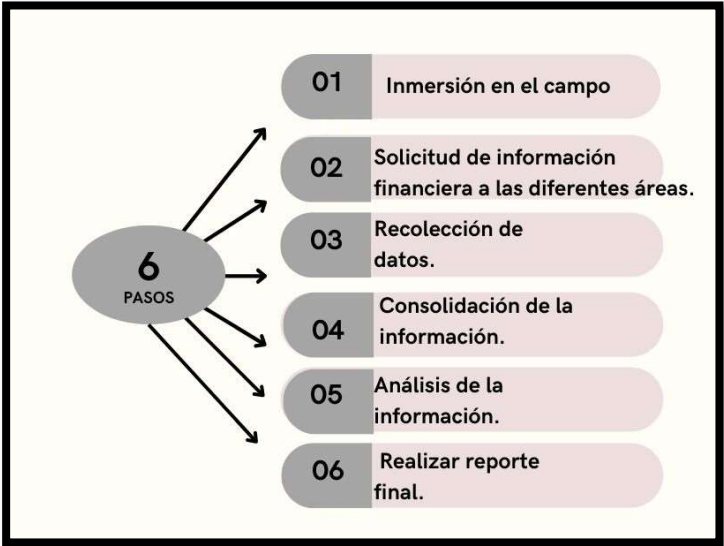 6
PASOS
01
Inmersión en el campo
02
Solicitud de información
financiera a las diferentes áreas.
03
Recolección de
datos.
04
Consolidación de la
información.
05
Análisis de la
información.
06
Realizar reporte
final.